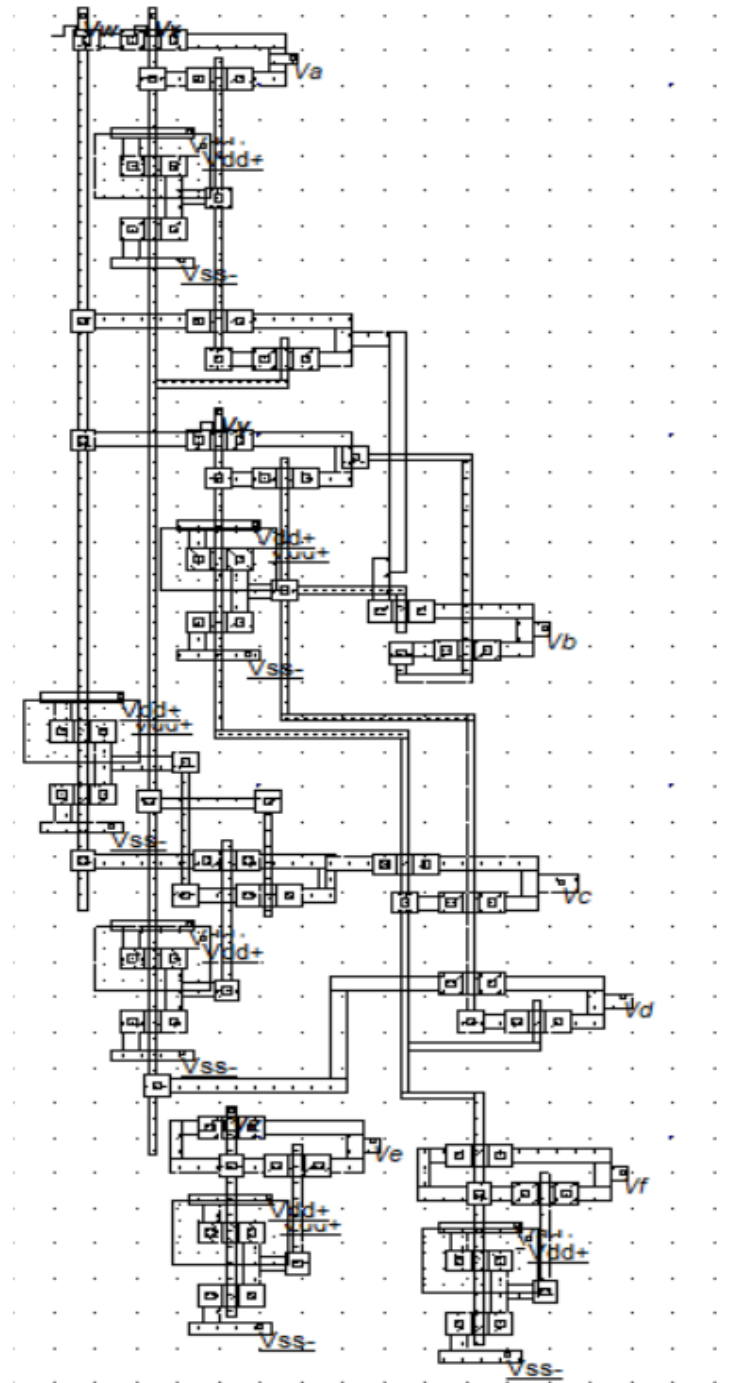 Vw Vx
Va
Vdd+
Vss-
Vy
Vdd+
Vss-
Vb
Vdd+
Vss-
Vc
Vdd+
Vd
Vss-
Ve
Vf
Vdd+
Vdd+
Vss-
Vss-